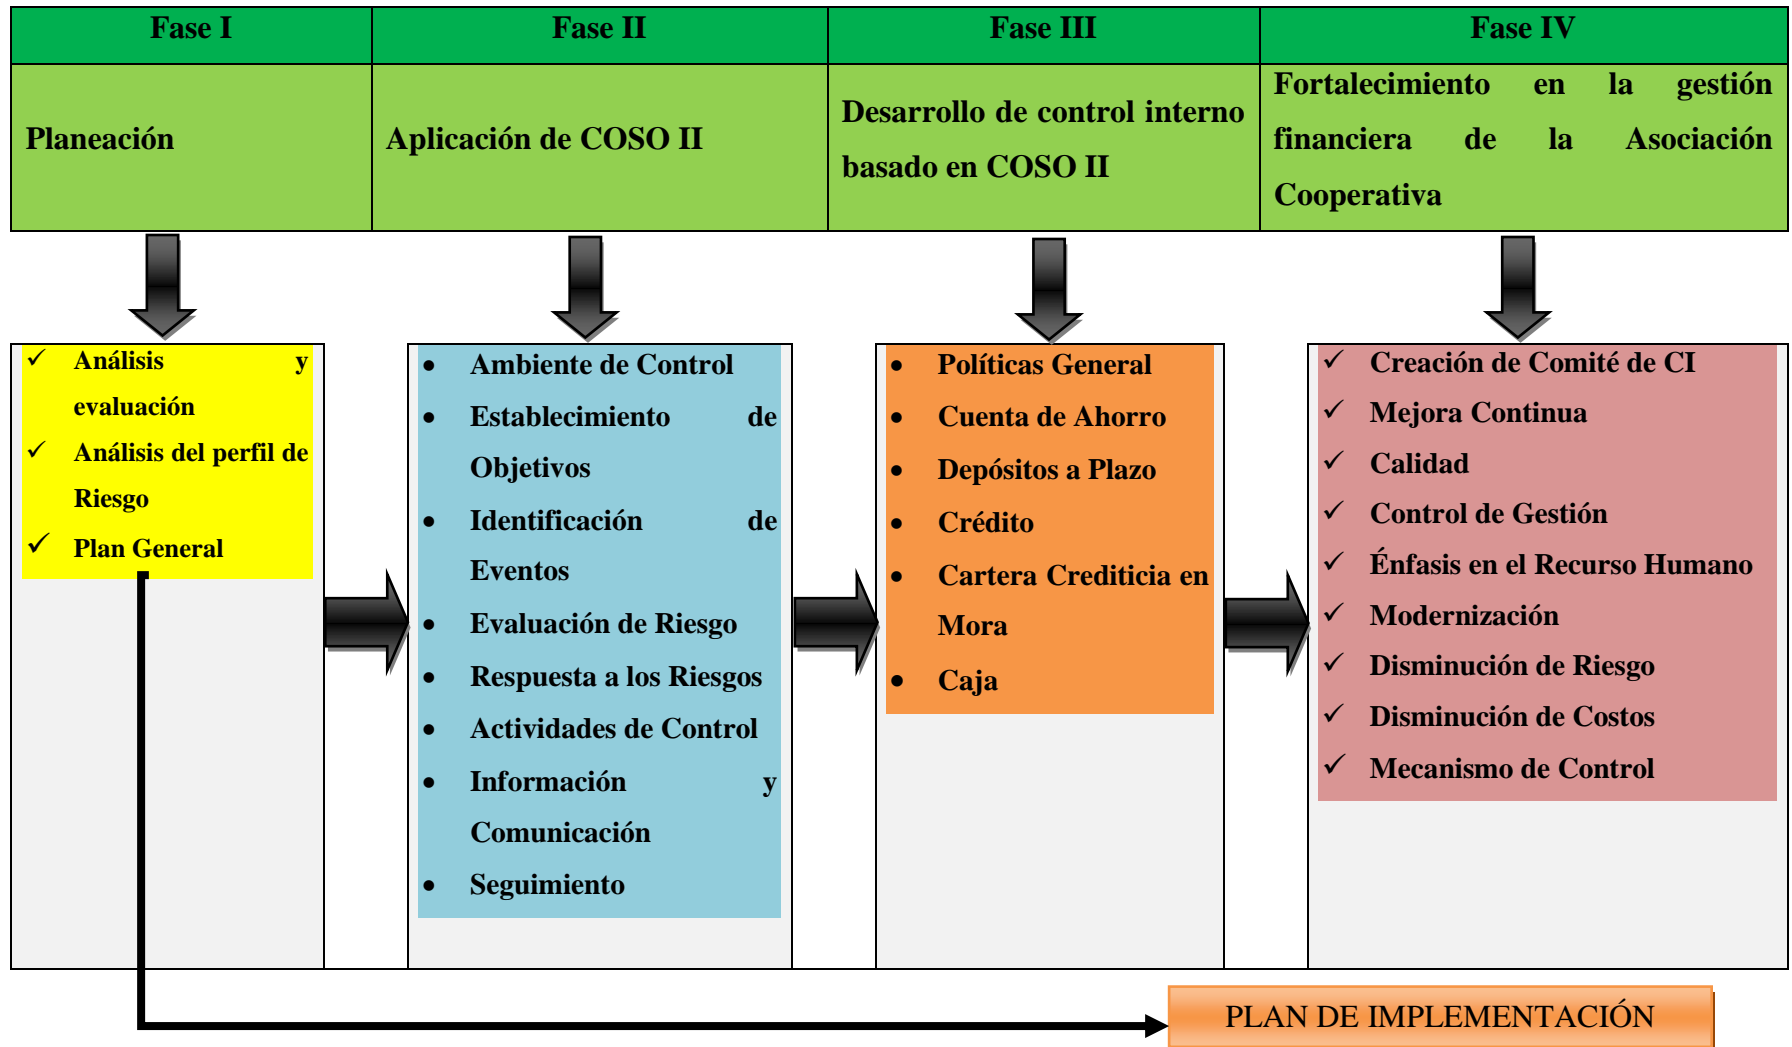 Fase I
Fase II
Fase III
Fase IV
Planeación
Aplicación de COSO II
Desarrollo de control interno
basado en COSO II
Fortalecimiento en la gestión
financiera de la Asociación
Cooperativa
✓ Análisis y
evaluación
✓ Análisis del perfil de
Riesgo
✓ Plan General
• Ambiente de Control
• Establecimiento de
Objetivos
• Identificación de
Eventos
• Evaluación de Riesgo
• Respuesta a los Riesgos
• Actividades de Control
• Información y
Comunicación
• Seguimiento
• Políticas General
• Cuenta de Ahorro
• Depósitos a Plazo
• Crédito
• Cartera Crediticia en
Mora
• Caja
✓ Creación de Comité de CI
✓ Mejora Continua
✓ Calidad
✓ Control de Gestión
✓ Énfasis en el Recurso Humano
✓ Modernización
✓ Disminución de Riesgo
✓ Disminución de Costos
✓ Mecanismo de Control
PLAN DE IMPLEMENTACIÓN